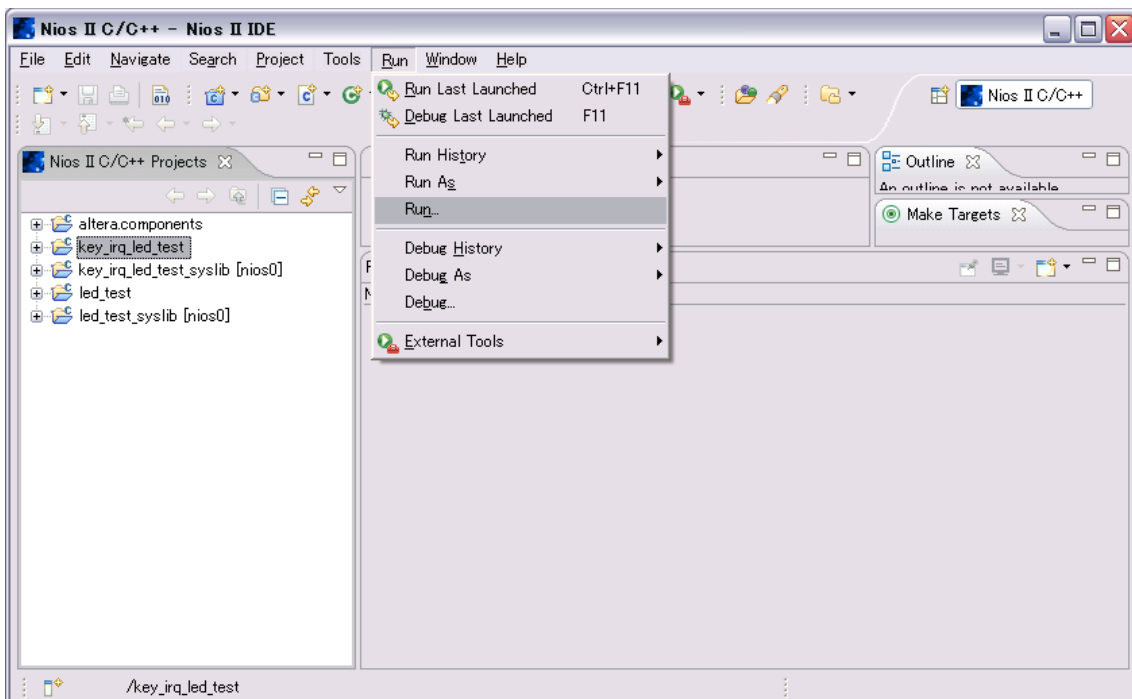 Nios II C/C++ - Nios II IDE
File Edit Navigate Search Project Tools Run Window Help
Run Last Launched Ctrl+F11
Nios II C/C++
Debug Last Launched F11
Nios II C/C++ Projects
Run History
Run As
Run...
Debug History
Debug As
Debug...
External Tools
Outline
An outline is not available
Make Targets
altera.components
key_irq_led_test
key_irq_led_test_syslib [nios0]
led_test
led_test_syslib [nios0]
/key_irq_led_test